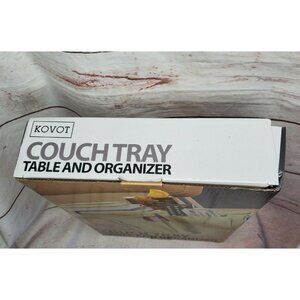 KOVOT
COUCH TRAY
TABLE AND ORGANIZER